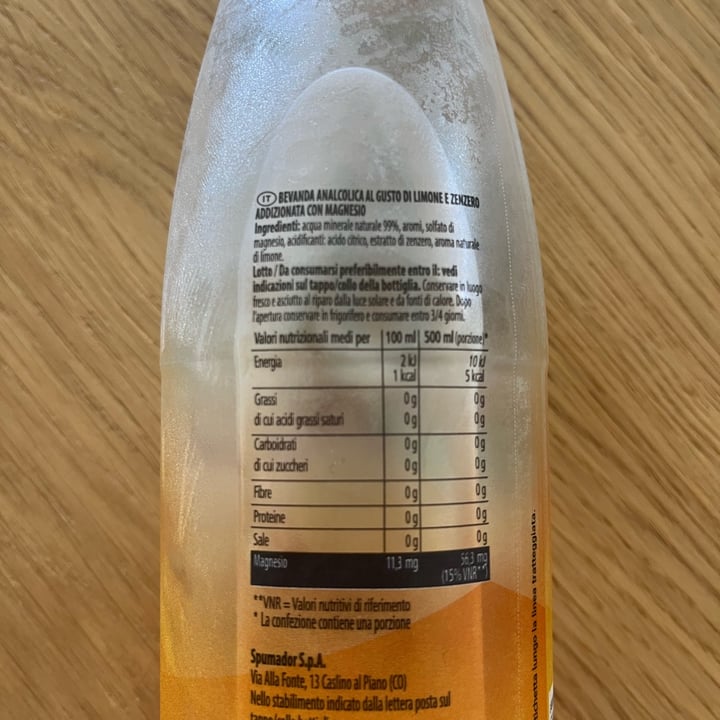 IT BEVANDA ANALCOLICA AL GUSTO DI LIMONE E ZENZERO
ADDIZIONATA CON MAGNESIO
Ingredienti: acqua minerale naturale 99%, aromi, solfato di
magnesio, acidificanti: acido citrico, estratto di zenzero, aroma naturale
di limone.
Lotto / Da consumarsi preferibilmente entro il: vedi
indicazioni sul tappo/collo della bottiglia. Conservare in luogo
fresco e asciutto al riparo dalla luce solare e da fonti di calore. Dopo
l'apertura conservare in frigorifero e consumare entro 3/4 giorni.
Valori nutrizionali medi per 100 ml 500 ml (porzione)*
Energia 2 kJ 10 kJ
1 kcal 5 kcal
Grassi 0 g 0 g
di cui acidi grassi saturi 0 g 0 g
Carboidrati 0 g 0 g
di cui zuccheri 0 g 0 g
Fibre 0 g 0 g
Proteine 0 g 0 g
Sale 0 g 0 g
Magnesio 11,3 mg 56,3 mg
(15% VNR**)
**VNR = Valori nutritivi di riferimento
* La confezione contiene una porzione
Spumador S.p.A.
Via Alla Fonte, 13 Caslino al Piano (CO)
Nello stabilimento indicato dalla lettera posta sul
tappo/collo
lungo la linea tratteggiata.